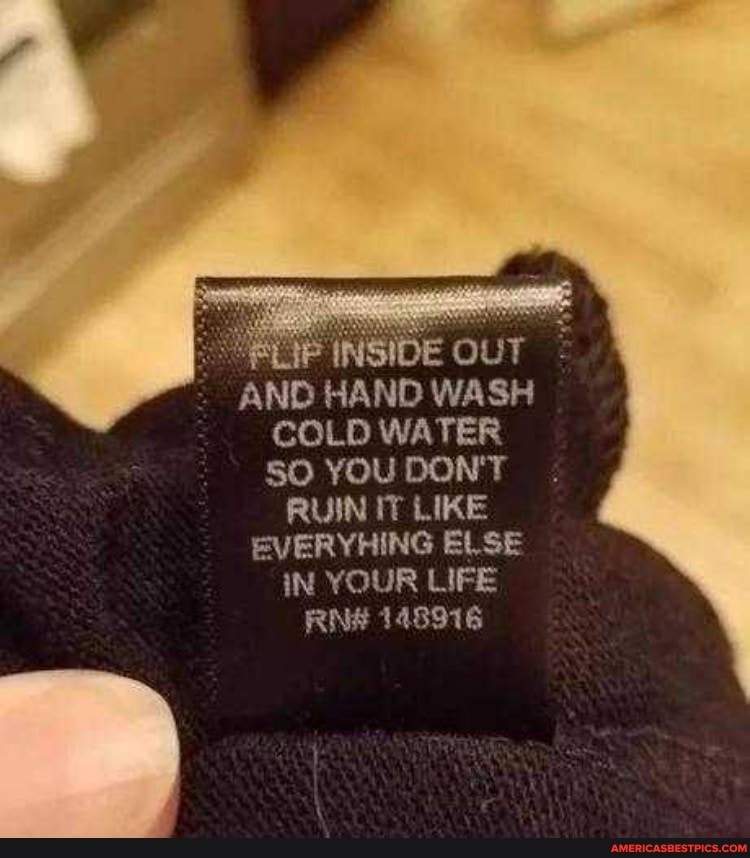 FLIP INSIDE OUT
AND HAND WASH
COLD WATER
SO YOU DON'T
RUIN IT LIKE
EVERYHING ELSE
IN YOUR LIFE
RN# 148916
AMERICASBESTPICS.COM